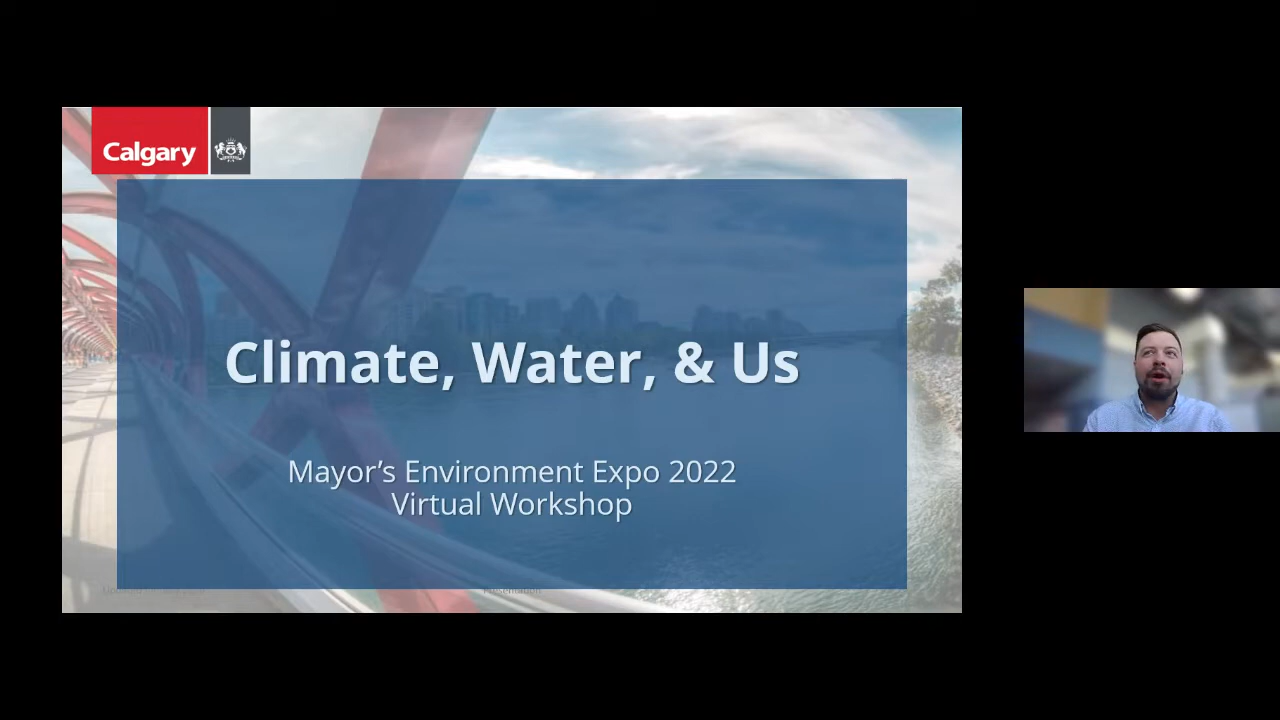 Calgary
Climate, Water, & Us
Mayor’s Environment Expo 2022
Virtual Workshop